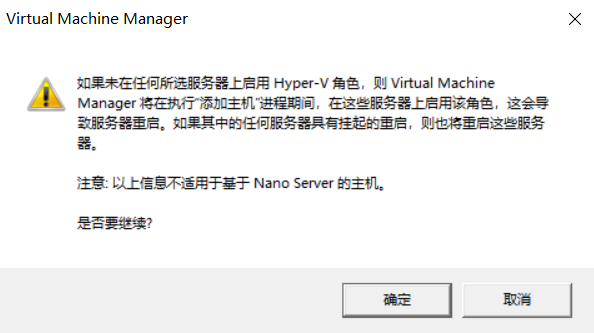 Virtual Machine Manager
如果未在任何所选服务器上启用 Hyper-V 角色，则 Virtual Machine
Manager 将在执行“添加主机”进程期间，在这些服务器上启用该角色，这会导
致服务器重启。如果其中的任何服务器具有挂起的重启，则也将重启这些服务
器。
注意: 以上信息不适用于基于 Nano Server 的主机。
是否要继续?
确定
取消